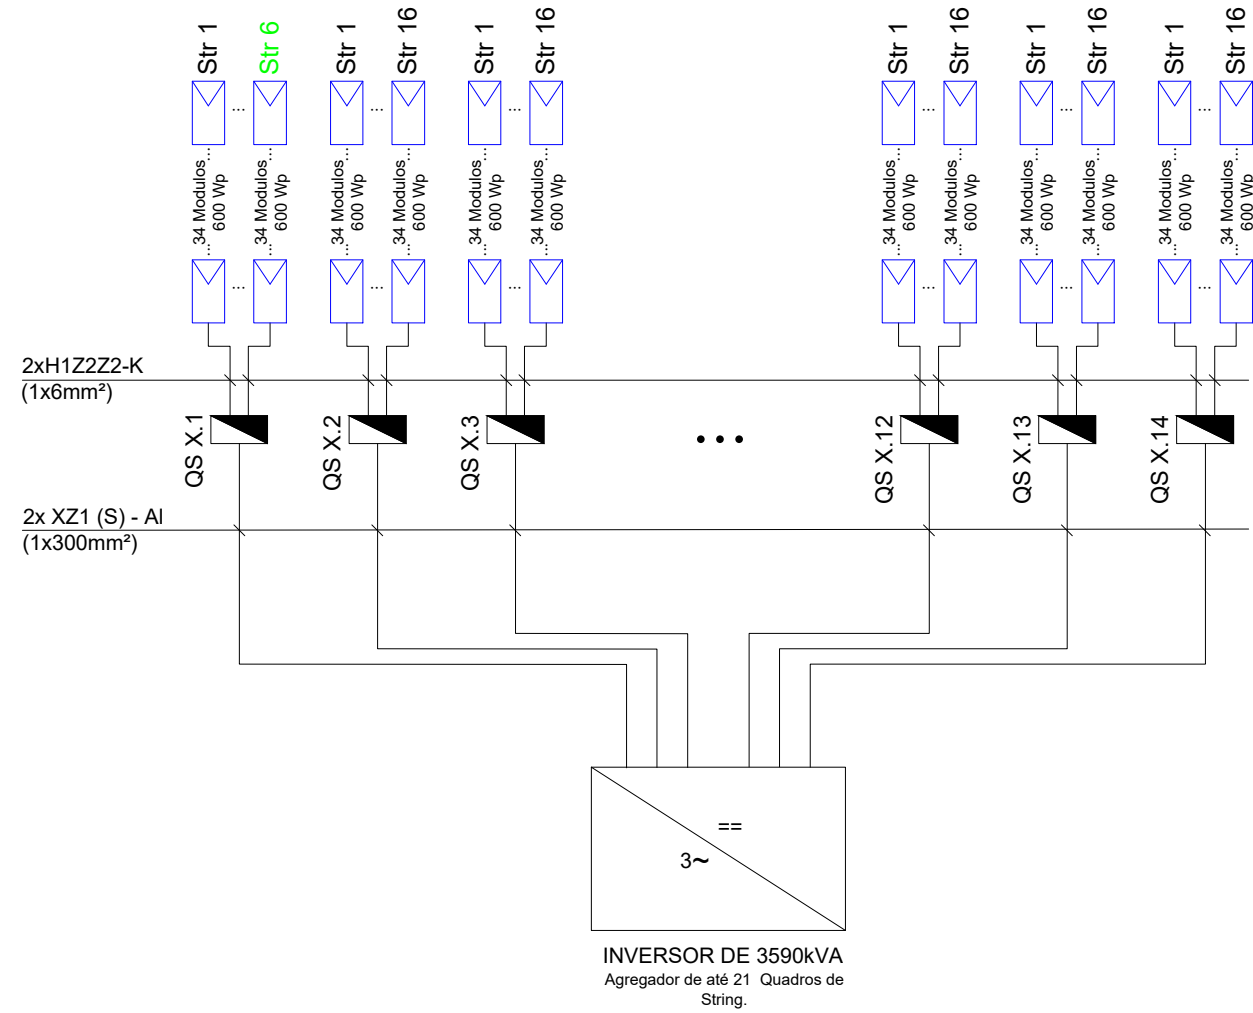 Str 1
Str 6
Str 1
Str 16
Str 1
Str 16
Str 1
Str 16
Str 1
Str 16
Str 1
Str 16
... ... ... ... ... ...
...34 Modulos...
600 Wp
...34 Modulos...
600 Wp
...34 Modulos...
600 Wp
...34 Modulos...
600 Wp
...34 Modulos...
600 Wp
...34 Modulos...
600 Wp
...34 Modulos...
600 Wp
...34 Modulos...
600 Wp
...34 Modulos...
600 Wp
...34 Modulos...
600 Wp
...34 Modulos...
600 Wp
...34 Modulos...
600 Wp
... ... ... ... ... ...
2xH1Z2Z2-K
(1x6mm²)
QS X.1
QS X.2
QS X.3
...
QS X.12
QS X.13
QS X.14
2x XZ1 (S) - Al
(1x300mm²)
==
3~
INVERSOR DE 3590kVA
Agregador de até 21 Quadros de
String.